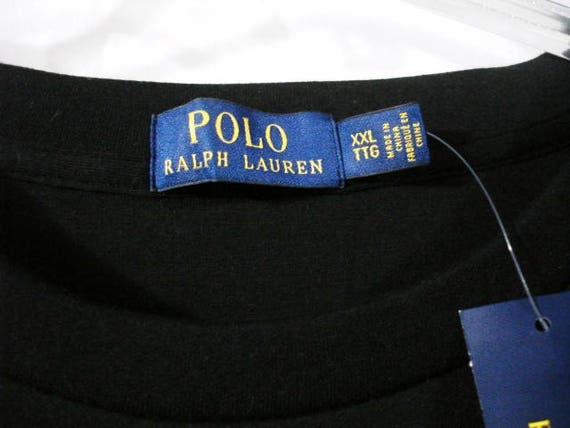 POLO
RALPH LAUREN
XXL
TTG
MADE IN
CHINA
FABRIQUÉ EN
CHINE